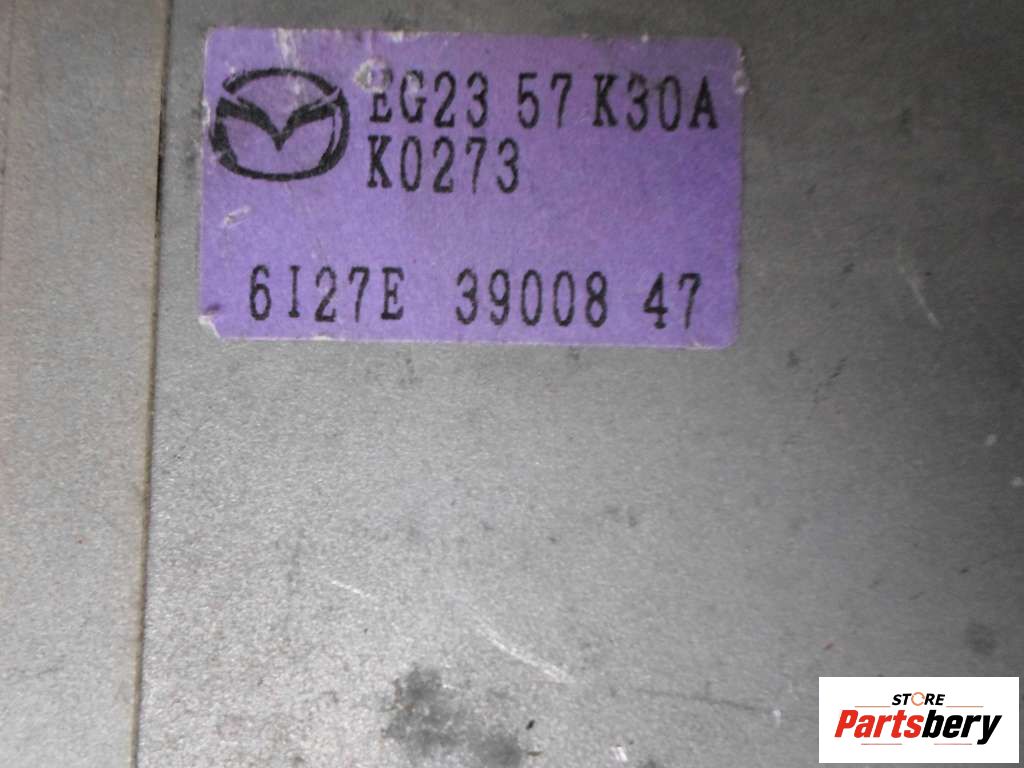 EG23 57 K30A
K0273
6I27E 39008 47
STORE
Partsbery